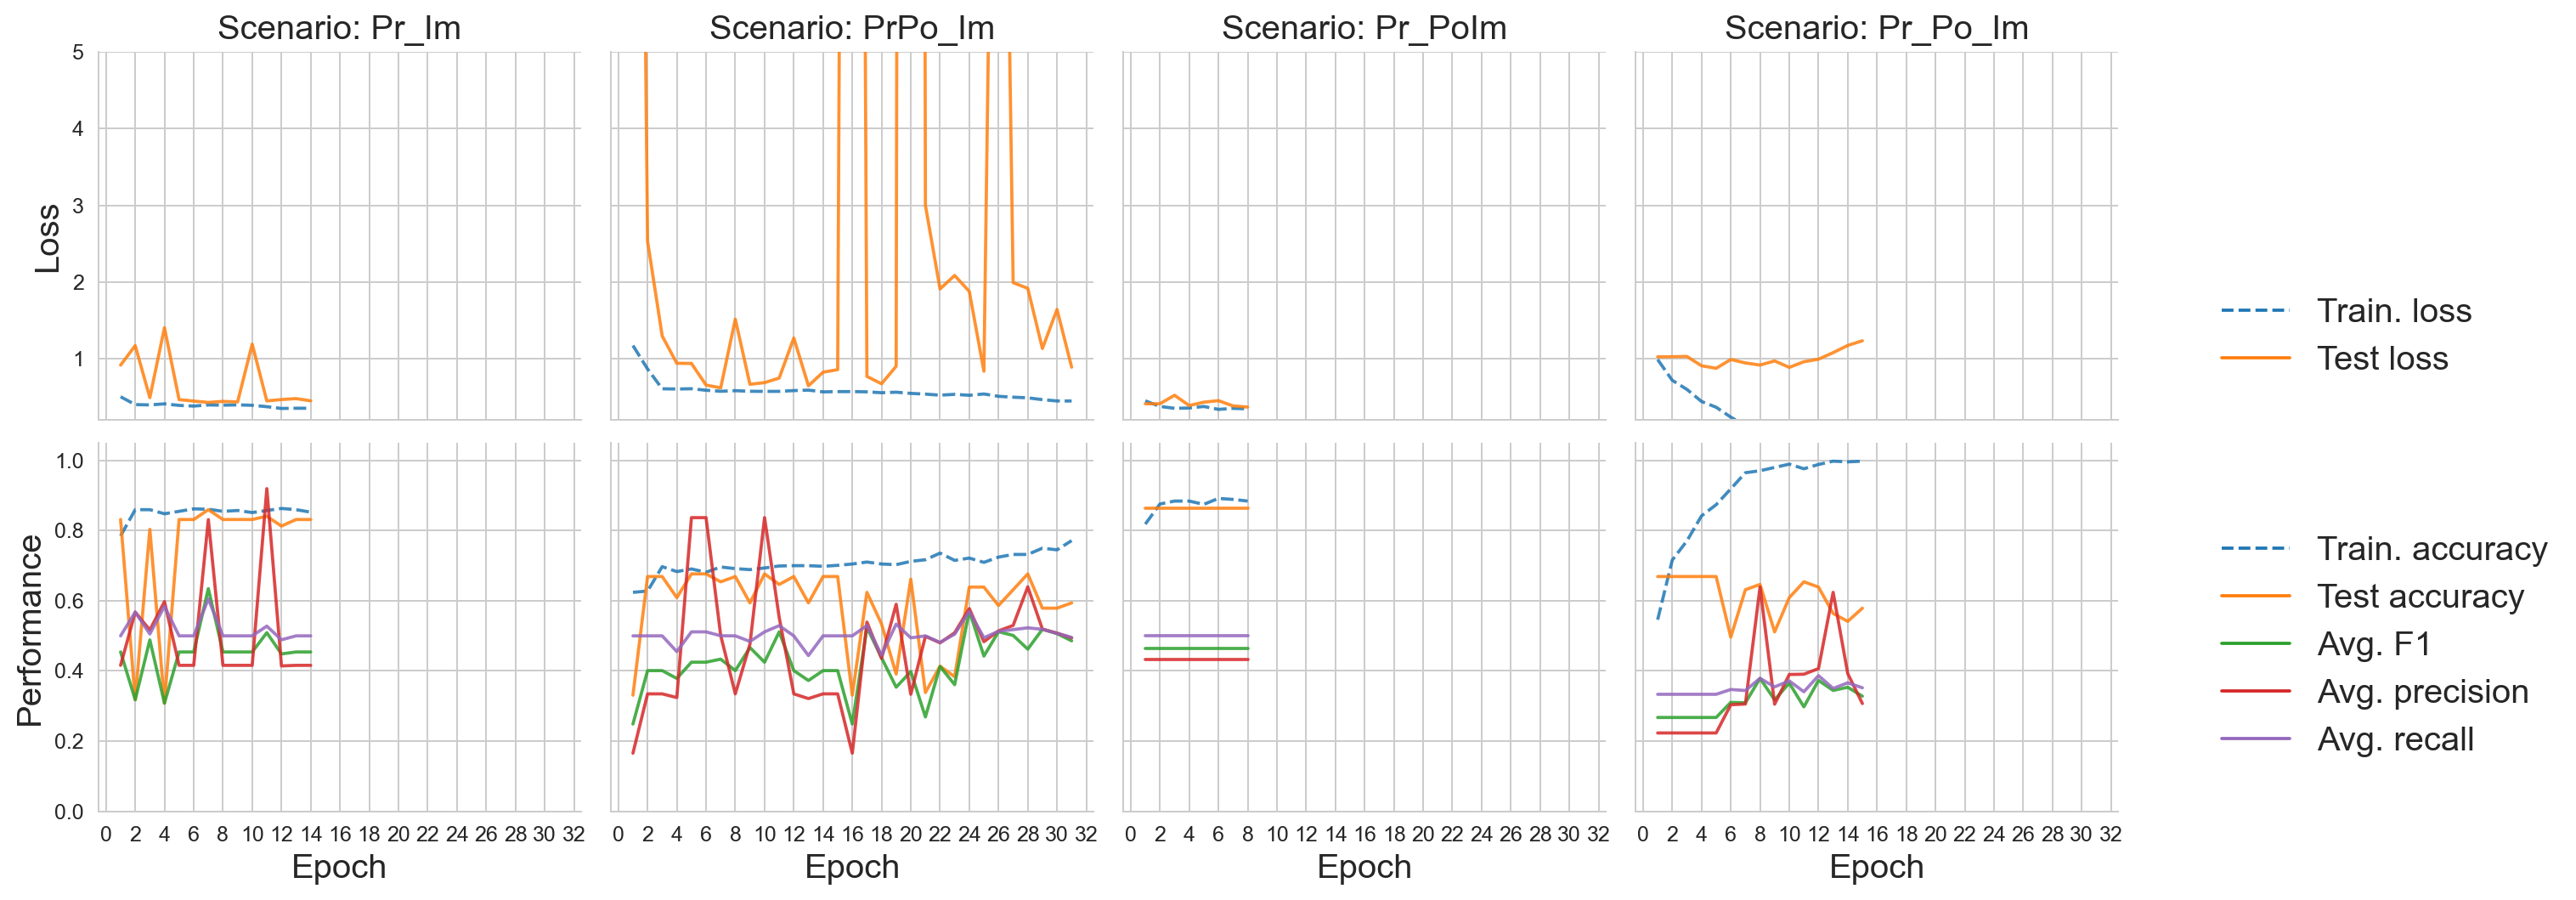 Scenario: Pr_Im
Scenario: PrPo_Im
Scenario: Pr_PoIm
Scenario: Pr_Po_Im
5
4
3
2
1
Loss
Train. loss
Test loss
1.0
0.8
0.6
0.4
0.2
0.0
Performance
Train. accuracy
Test accuracy
Avg. F1
Avg. precision
Avg. recall
0 2 4 6 8 10 12 14 16 18 20 22 24 26 28 30 32
0 2 4 6 8 10 12 14 16 18 20 22 24 26 28 30 32
0 2 4 6 8 10 12 14 16 18 20 22 24 26 28 30 32
0 2 4 6 8 10 12 14 16 18 20 22 24 26 28 30 32
Epoch
Epoch
Epoch
Epoch